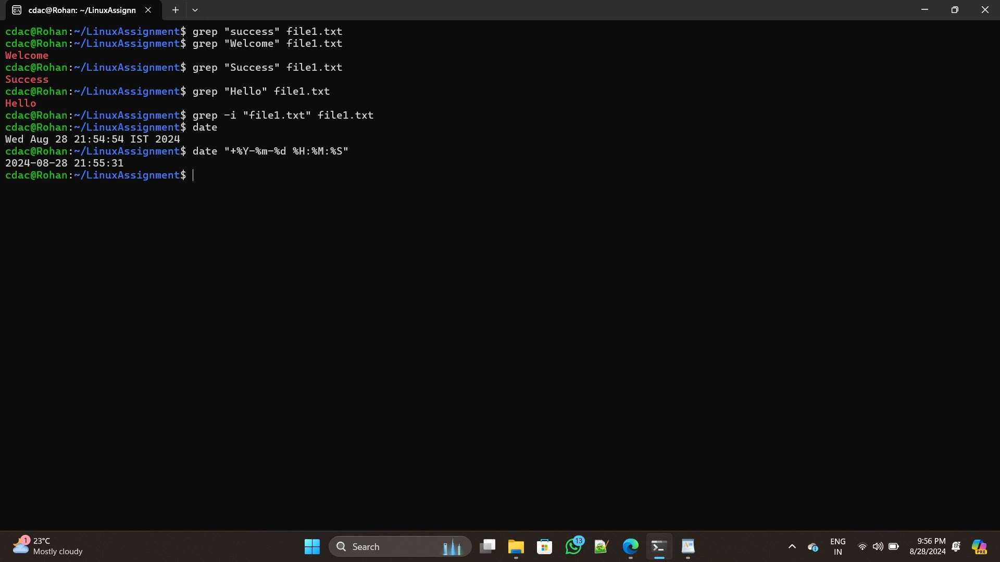 cdac@Rohan: ~/LinuxAssignn
cdac@Rohan:~/LinuxAssignment$ grep "success" file1.txt
cdac@Rohan:~/LinuxAssignment$ grep "Welcome" file1.txt
Welcome
cdac@Rohan:~/LinuxAssignment$ grep "Success" file1.txt
Success
cdac@Rohan:~/LinuxAssignment$ grep "Hello" file1.txt
Hello
cdac@Rohan:~/LinuxAssignment$ grep -i "file1.txt" file1.txt
cdac@Rohan:~/LinuxAssignment$ date
Wed Aug 28 21:54:54 IST 2024
cdac@Rohan:~/LinuxAssignment$ date "+%Y-%m-%d %H:%M:%S"
2024-08-28 21:55:31
cdac@Rohan:~/LinuxAssignment$
1
23°C
Mostly cloudy
Search
13
ENG
IN
9:56 PM
8/28/2024
PRE